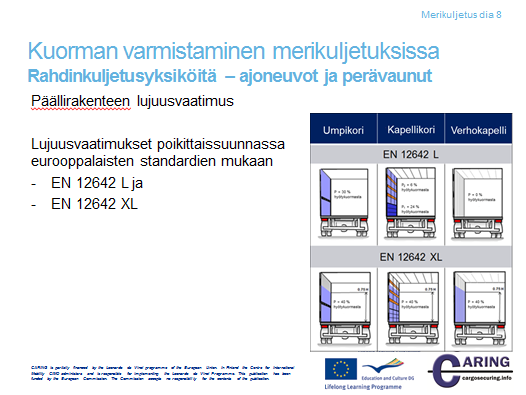 Merikuljetus dia 8
Kuorman varmistaminen merikuljetuksissa
Rahdinkuljetusyksiköitä – ajoneuvot ja perävaunut
Päällirakenteen lujuusvaatimus
Lujuusvaatimukset poikittaissuunnassa
eurooppalaisten standardien mukaan
- EN 12642 L ja
- EN 12642 XL
Umpikori Kapellikori Verhokapelli
EN 12642 L
P = 30 %
hyötykuormasta
P₁ = 6 %
hyötykuormasta
P₂ = 24 %
hyötykuormasta
P = 0 %
hyötykuormasta
EN 12642 XL
0.75·H
P = 40 %
hyötykuormasta
0.75·H
P = 40 %
hyötykuormasta
0.75·H
P = 40 %
hyötykuormasta
CARING is partially financed by the Leonardo da Vinci programme of the European Union. In Finland the Centre for International
Mobility CIMO administrates and is responsible for implementing the Leonardo da Vinci Programme. This publication has been
funded by the European Commission. The Commission accepts no responsibility for the contents of the publication.
Education and Culture DG
Lifelong Learning Programme
CARING
cargosecuring.info